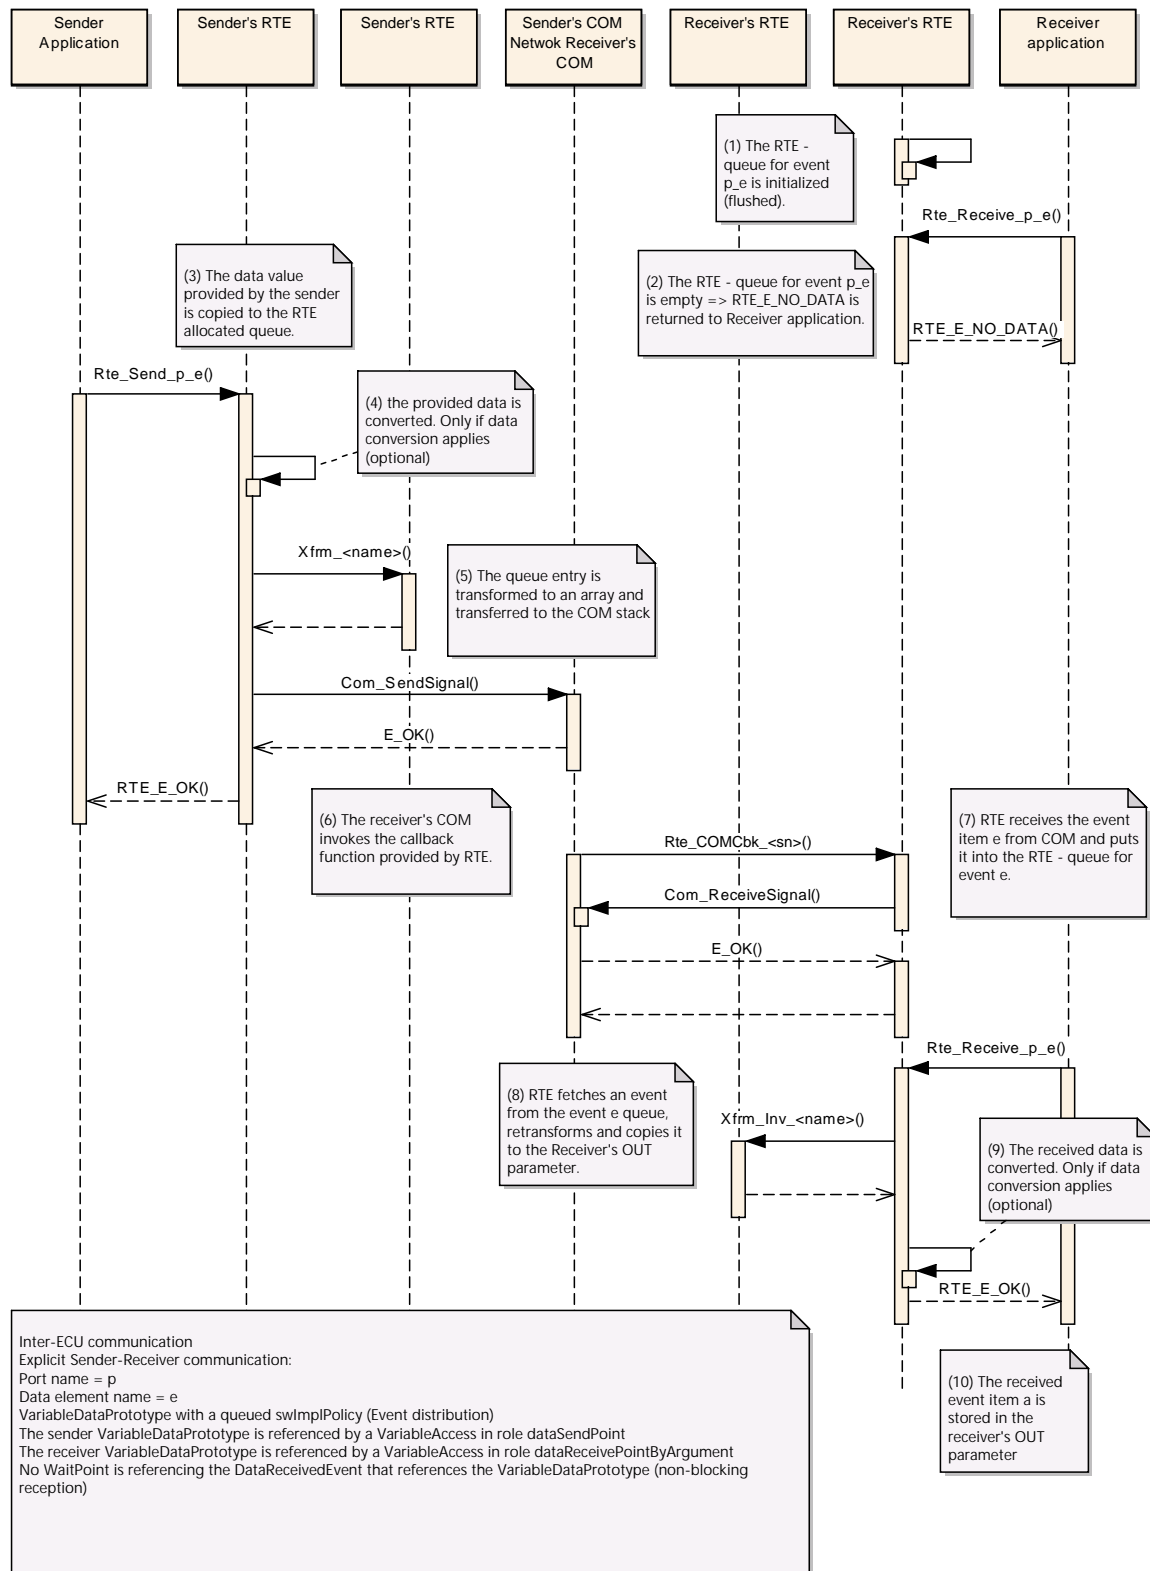 Sender
Application
Sender's RTE
Sender's RTE
Sender's COM
Netwok Receiver's
COM
Receiver's RTE
Receiver's RTE
Receiver
application
(1) The RTE -
queue for event
p_e is initialized
(flushed).
Rte_Receive_p_e()
(2) The RTE - queue for event p_e
is empty => RTE_E_NO_DATA is
returned to Receiver application.
RTE_E_NO_DATA()
(3) The data value
provided by the sender
is copied to the RTE
allocated queue.
Rte_Send_p_e()
(4) the provided data is
converted. Only if data
conversion applies
(optional)
Xfrm_<name>()
(5) The queue entry is
transformed to an array and
transferred to the COM stack
Com_SendSignal()
E_OK()
RTE_E_OK()
(6) The receiver's COM
invokes the callback
function provided by RTE.
Rte_COMCbk_<sn>()
(7) RTE receives the event
item e from COM and puts
it into the RTE - queue for
event e.
Com_ReceiveSignal()
E_OK()
Rte_Receive_p_e()
(8) RTE fetches an event
from the event e queue,
retransforms and copies it
to the Receiver's OUT
parameter.
Xfrm_Inv_<name>()
(9) The received data is
converted. Only if data
conversion applies
(optional)
RTE_E_OK()
(10) The received
event item a is
stored in the
receiver's OUT
parameter
Inter-ECU communication
Explicit Sender-Receiver communication:
Port name = p
Data element name = e
VariableDataPrototype with a queued swImplPolicy (Event distribution)
The sender VariableDataPrototype is referenced by a VariableAccess in role dataSendPoint
The receiver VariableDataPrototype is referenced by a VariableAccess in role dataReceivePointByArgument
No WaitPoint is referencing the DataReceivedEvent that references the VariableDataPrototype (non-blocking
reception)